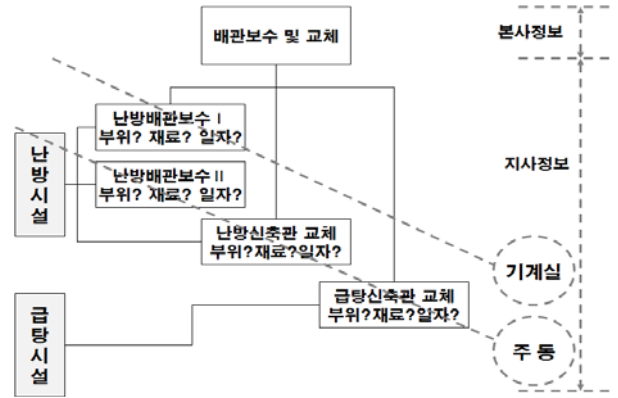 배관보수 및 교체
본사정보
난방배관보수 I
부위? 재료? 일자?
난방시설
난방배관보수 II
부위? 재료? 일자?
지사정보
난방신축관 교체
부위?재료?일자?
기계실
급탕신축관 교체
부위?재료?일자?
급탕시설
주 동